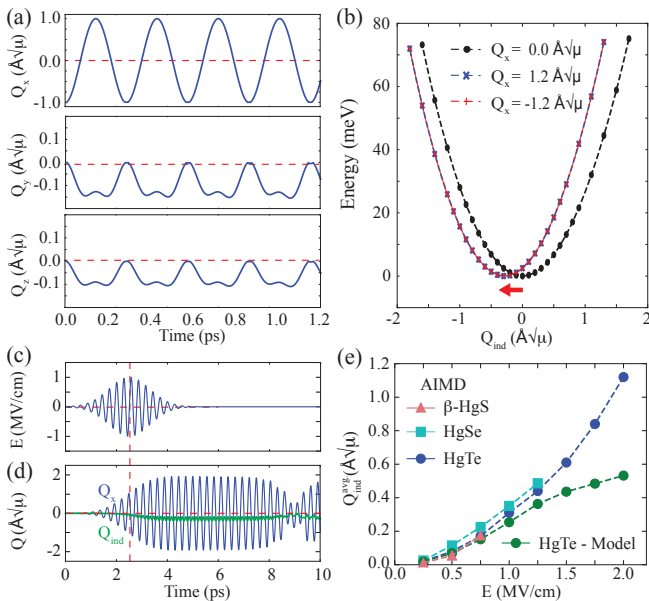 (a)
1.0
0.0
-1.0
Qx (Å√μ)
0.1
0.0
-0.1
Qy (Å√μ)
0.1
0.0
-0.1
Qz (Å√μ)
0.0 0.2 0.4 0.6 0.8 1.0 1.2
Time (ps)
(b)
80
60
40
20
0
Energy (meV)
Qx = 0.0 Å√μ
Qx = 1.2 Å√μ
Qx = -1.2 Å√μ
-2 -1 0 1 2
Qind (Å√μ)
(c)
1
0
-1
E (MV/cm)
(d)
2
0
-2
Q (Å√μ)
Qx
Qind
0 2 4 6 8 10
Time (ps)
(e)
1.2
1.0
0.8
0.6
0.4
0.2
0.0
Qind avg (Å√μ)
AIMD
β-HgS
HgSe
HgTe
HgTe - Model
0.0 0.5 1.0 1.5 2.0
E (MV/cm)